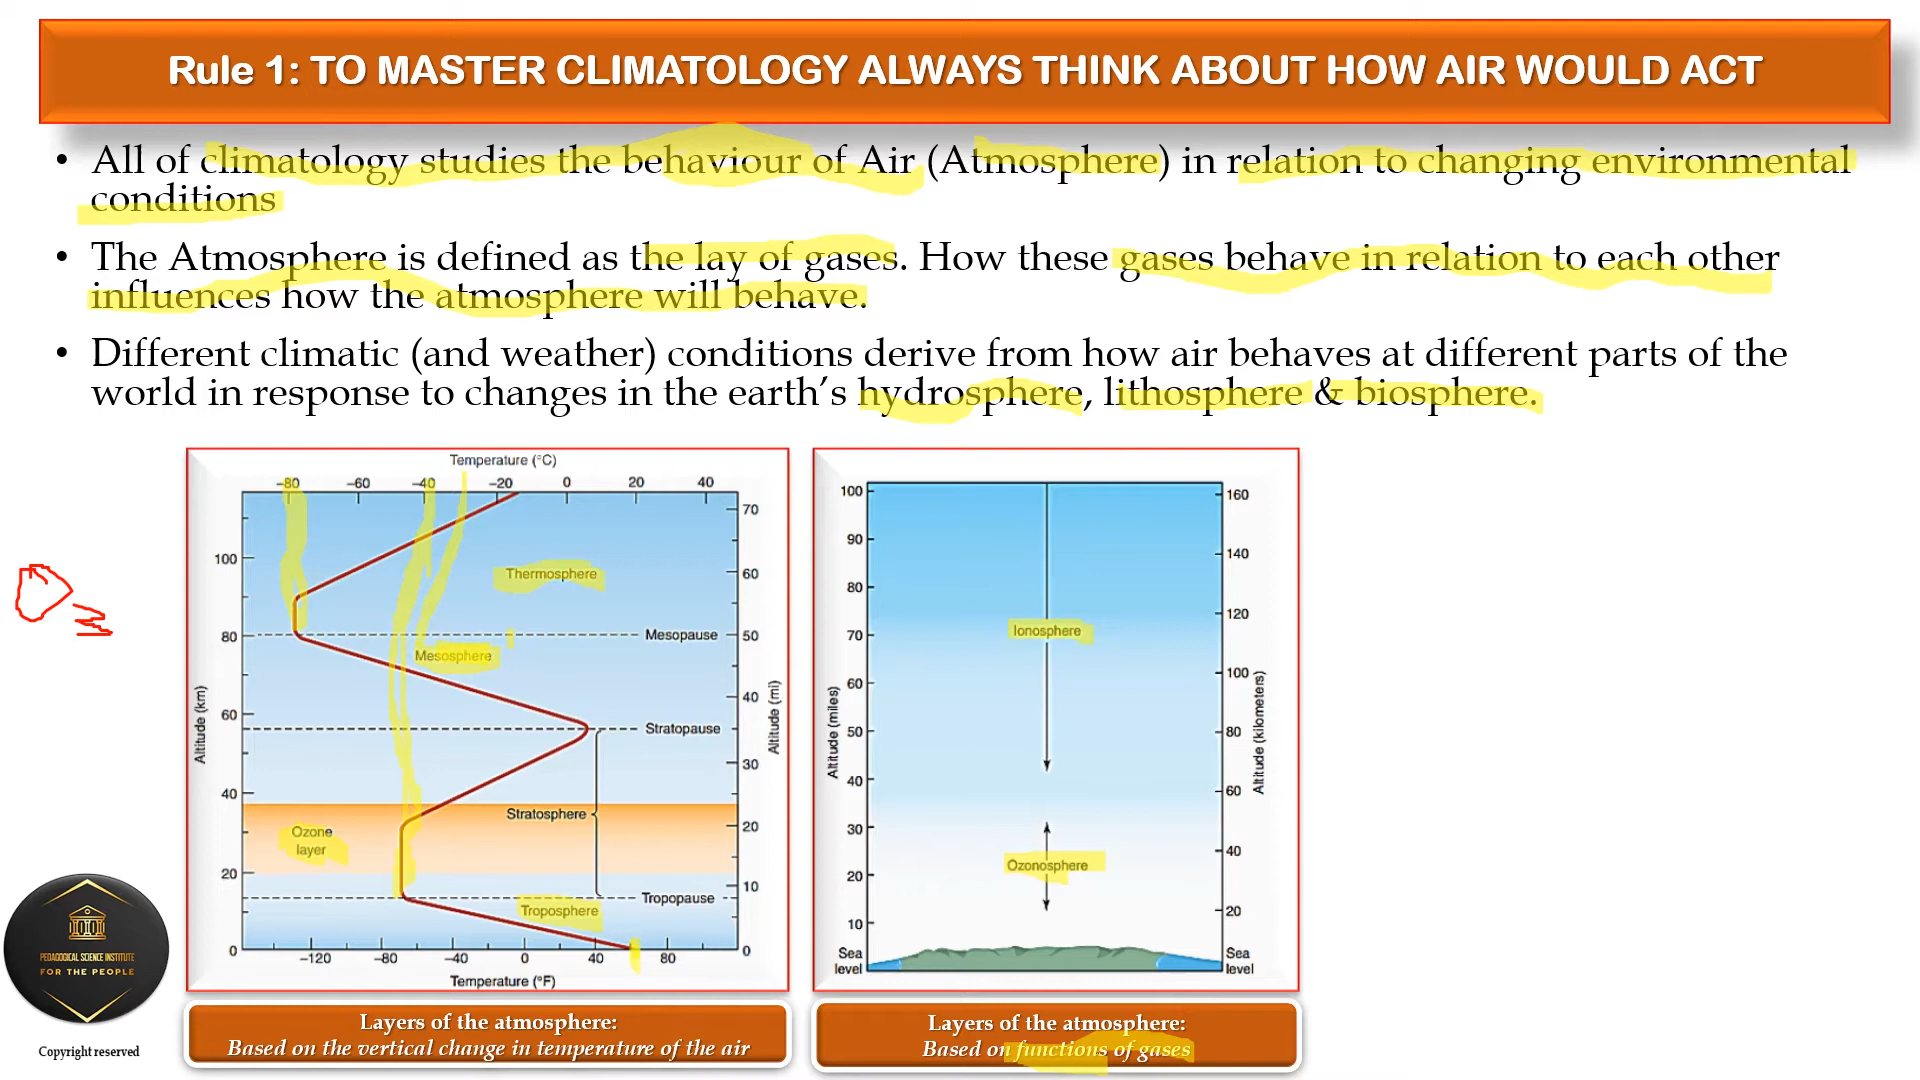 Rule 1: TO MASTER CLIMATOLOGY ALWAYS THINK ABOUT HOW AIR WOULD ACT
• All of climatology studies the behaviour of Air (Atmosphere) in relation to changing environmental
conditions
• The Atmosphere is defined as the lay of gases. How these gases behave in relation to each other
influences how the atmosphere will behave.
• Different climatic (and weather) conditions derive from how air behaves at different parts of the
world in response to changes in the earth's hydrosphere, lithosphere & biosphere.
Temperature (°C)
-80 -60 -40 -20 0 20 40
70
100
60
Thermosphere
80
50
Mesopause
Mesosphere
40
60
Stratopause
30
40
Stratosphere
20
Ozone
layer
20
10
Tropopause
Troposphere
0
0
-120 -80 -40 0 40 80
Temperature (°F)
Altitude (km)
Altitude (mi)
100
160
90
140
80
120
70
Ionosphere
100
60
50
80
40
60
30
40
Ozonosphere
20
20
10
Sea
level
Sea
level
Altitude (miles)
Altitude (kilometers)
PEDAGOGICAL SCIENCE INSTITUTE
FOR THE PEOPLE
Copyright reserved
Layers of the atmosphere:
Based on the vertical change in temperature of the air
Layers of the atmosphere:
Based on functions of gases